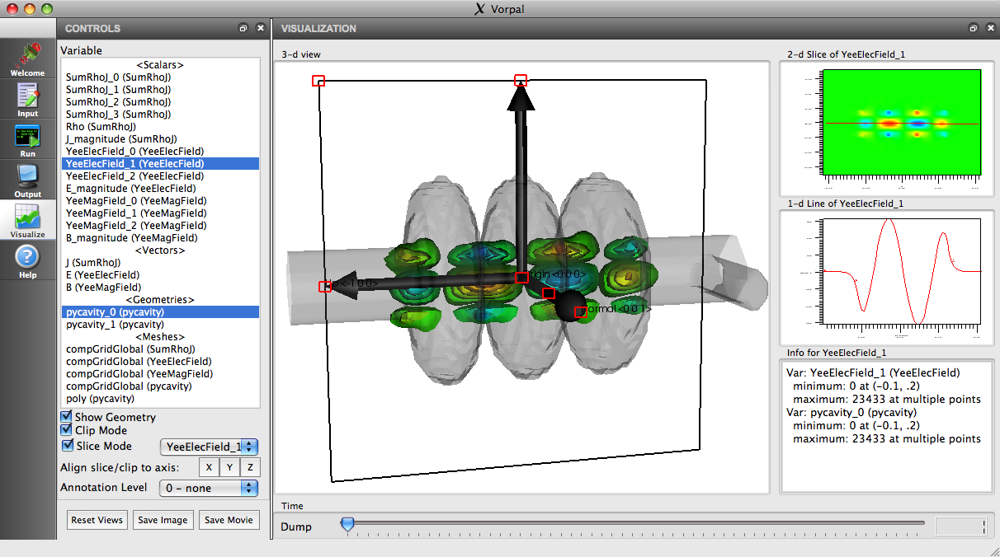 Vorpal
CONTROLS
VISUALIZATION
Welcome
Input
Run
Output
Visualize
Help
Variable
<Scalars>
SumRhoJ_0 (SumRhoJ)
SumRhoJ_1 (SumRhoJ)
SumRhoJ_2 (SumRhoJ)
SumRhoJ_3 (SumRhoJ)
Rho (SumRhoJ)
J_magnitude (SumRhoJ)
YeeElecField_0 (YeeElecField)
YeeElecField_1 (YeeElecField)
YeeElecField_2 (YeeElecField)
E_magnitude (YeeElecField)
YeeMagField_0 (YeeMagField)
YeeMagField_1 (YeeMagField)
YeeMagField_2 (YeeMagField)
B_magnitude (YeeMagField)
<Vectors>
J (SumRhoJ)
E (YeeElecField)
B (YeeMagField)
<Geometries>
pycavity_0 (pycavity)
pycavity_1 (pycavity)
<Meshes>
compGridGlobal (SumRhoJ)
compGridGlobal (YeeElecField)
compGridGlobal (YeeMagField)
compGridGlobal (pycavity)
poly (pycavity)
Show Geometry
Clip Mode
Slice Mode YeeElecField_1
Align slice/clip to axis: X Y Z
Annotation Level 0 - none
Reset Views Save Image Save Movie
3-d view
Up <-1 0 0>
Origin <0 0 0>
Normal <0 0 1>
2-d Slice of YeeElecField_1
1-d Line of YeeElecField_1
Info for YeeElecField_1
Var: YeeElecField_1 (YeeElecField)
minimum: 0 at (-0.1, .2)
maximum: 23433 at multiple points
Var: pycavity_0 (pycavity)
minimum: 0 at (-0.1, .2)
maximum: 23433 at multiple points
Time
Dump